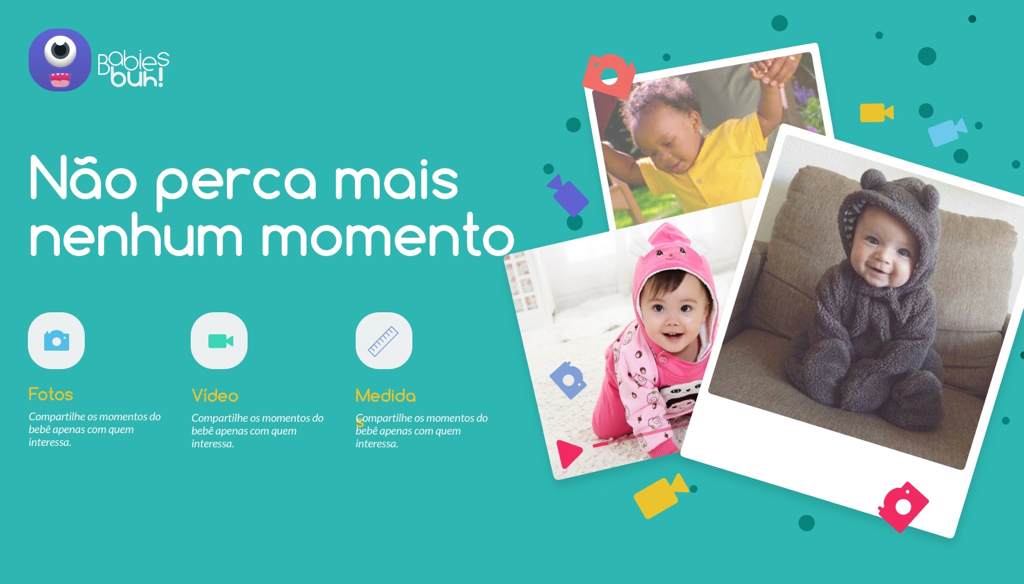 Babies
buh!
Não perca mais
nenhum momento
Fotos
Compartilhe os momentos do
bebê apenas com quem
interessa.
Vídeo
Compartilhe os momentos do
bebê apenas com quem
interessa.
Medida
s
Compartilhe os momentos do
bebê apenas com quem
interessa.